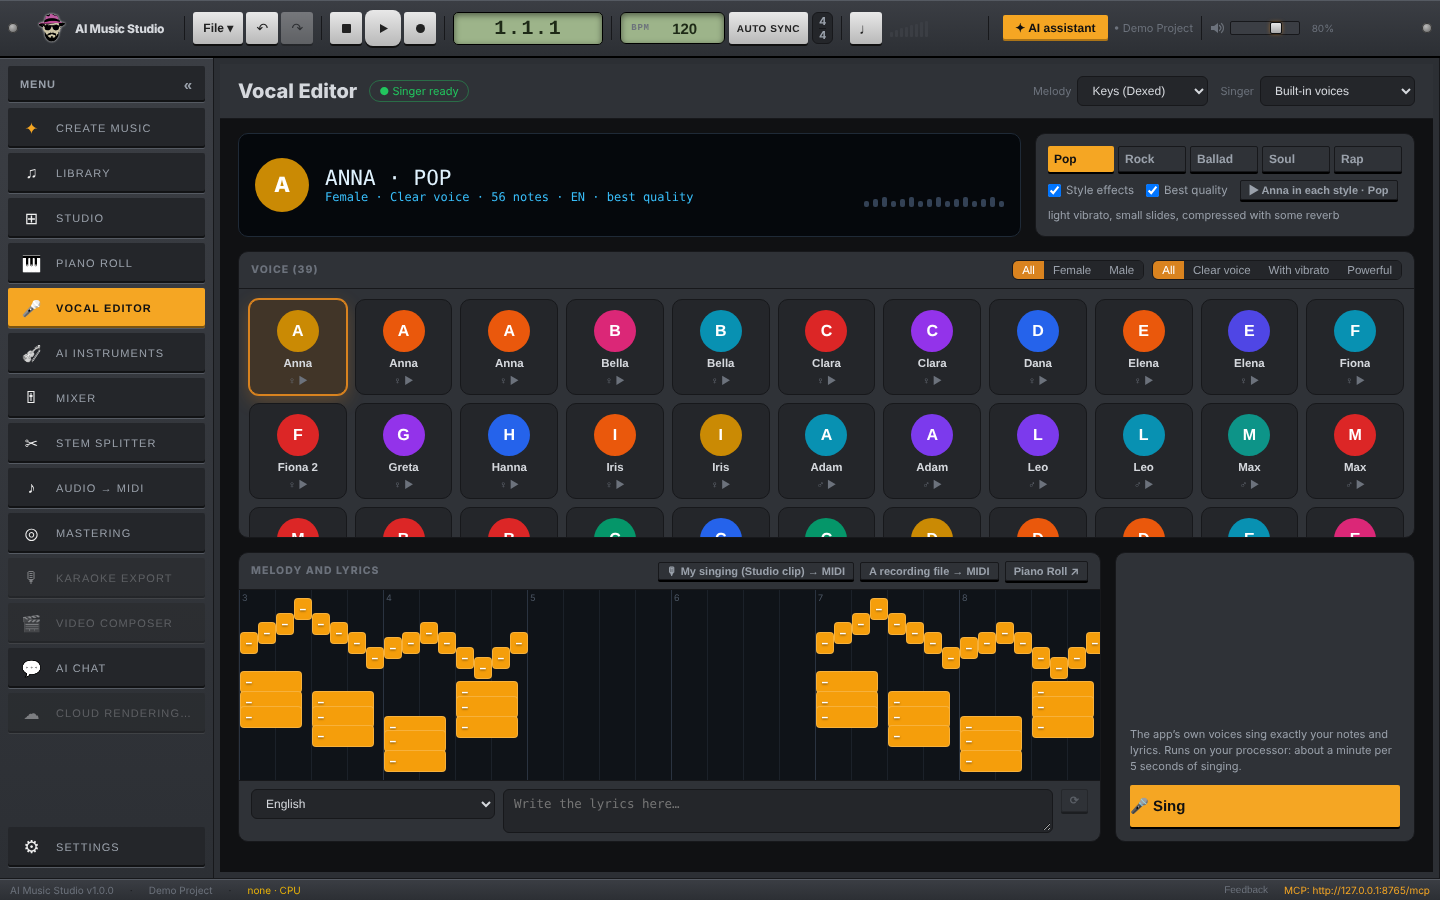 AI Music Studio
File ▾
1.1.1
BPM 120
AUTO SYNC
4
4
✦ AI assistant
• Demo Project
80%
MENU «
CREATE MUSIC
LIBRARY
STUDIO
PIANO ROLL
VOCAL EDITOR
AI INSTRUMENTS
MIXER
STEM SPLITTER
AUDIO → MIDI
MASTERING
KARAOKE EXPORT
VIDEO COMPOSER
AI CHAT
CLOUD RENDERING...
SETTINGS
Vocal Editor
Singer ready
Melody
Keys (Dexed)
Singer
Built-in voices
A
ANNA · POP
Female · Clear voice · 56 notes · EN · best quality
Pop Rock Ballad Soul Rap
Style effects Best quality ▶ Anna in each style · Pop
light vibrato, small slides, compressed with some reverb
VOICE (39)
All Female Male All Clear voice With vibrato Powerful
A A A B B C C D E E F
Anna Anna Anna Bella Bella Clara Clara Dana Elena Elena Fiona
F G H I I A A L L M M
Fiona 2 Greta Hanna Iris Iris Adam Adam Leo Leo Max Max
MELODY AND LYRICS
My singing (Studio clip) → MIDI
A recording file → MIDI
Piano Roll ↗
3 4 5 6 7 8
English
Write the lyrics here…
The app's own voices sing exactly your notes and
lyrics. Runs on your processor: about a minute per
5 seconds of singing.
Sing
AI Music Studio v1.0.0 · Demo Project · none · CPU
Feedback
MCP: http://127.0.0.1:8765/mcp